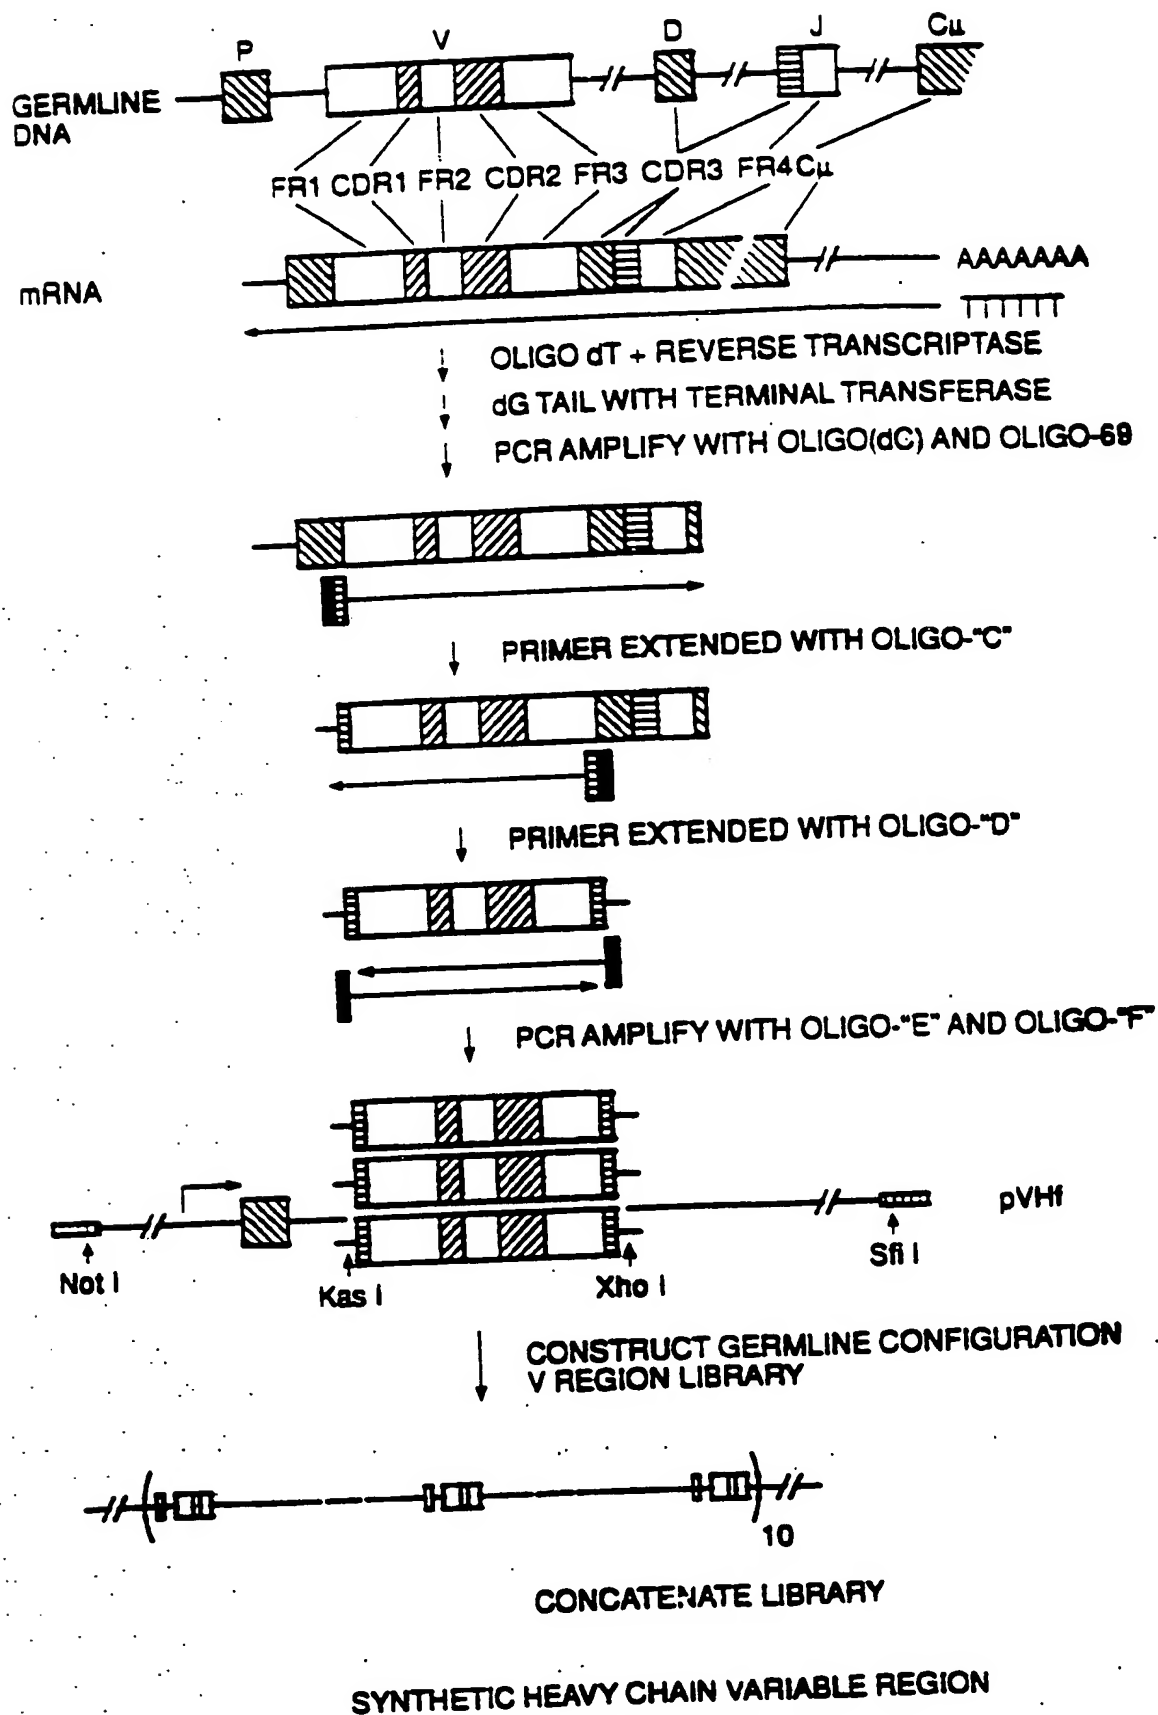 P V D J Cμ
GERMLINE
DNA
FR1 CDR1 FR2 CDR2 FR3 CDR3 FR4 Cμ
mRNA
AAAAAAA
TTTTTT
OLIGO dT + REVERSE TRANSCRIPTASE
dG TAIL WITH TERMINAL TRANSFERASE
PCR AMPLIFY WITH OLIGO(dC) AND OLIGO-69
PRIMER EXTENDED WITH OLIGO-"C"
PRIMER EXTENDED WITH OLIGO-"D"
PCR AMPLIFY WITH OLIGO-"E" AND OLIGO-"F"
pVHf
Not I
Kas I
Xho I
Sfi I
CONSTRUCT GERMLINE CONFIGURATION
V REGION LIBRARY
10
CONCATENATE LIBRARY
SYNTHETIC HEAVY CHAIN VARIABLE REGION